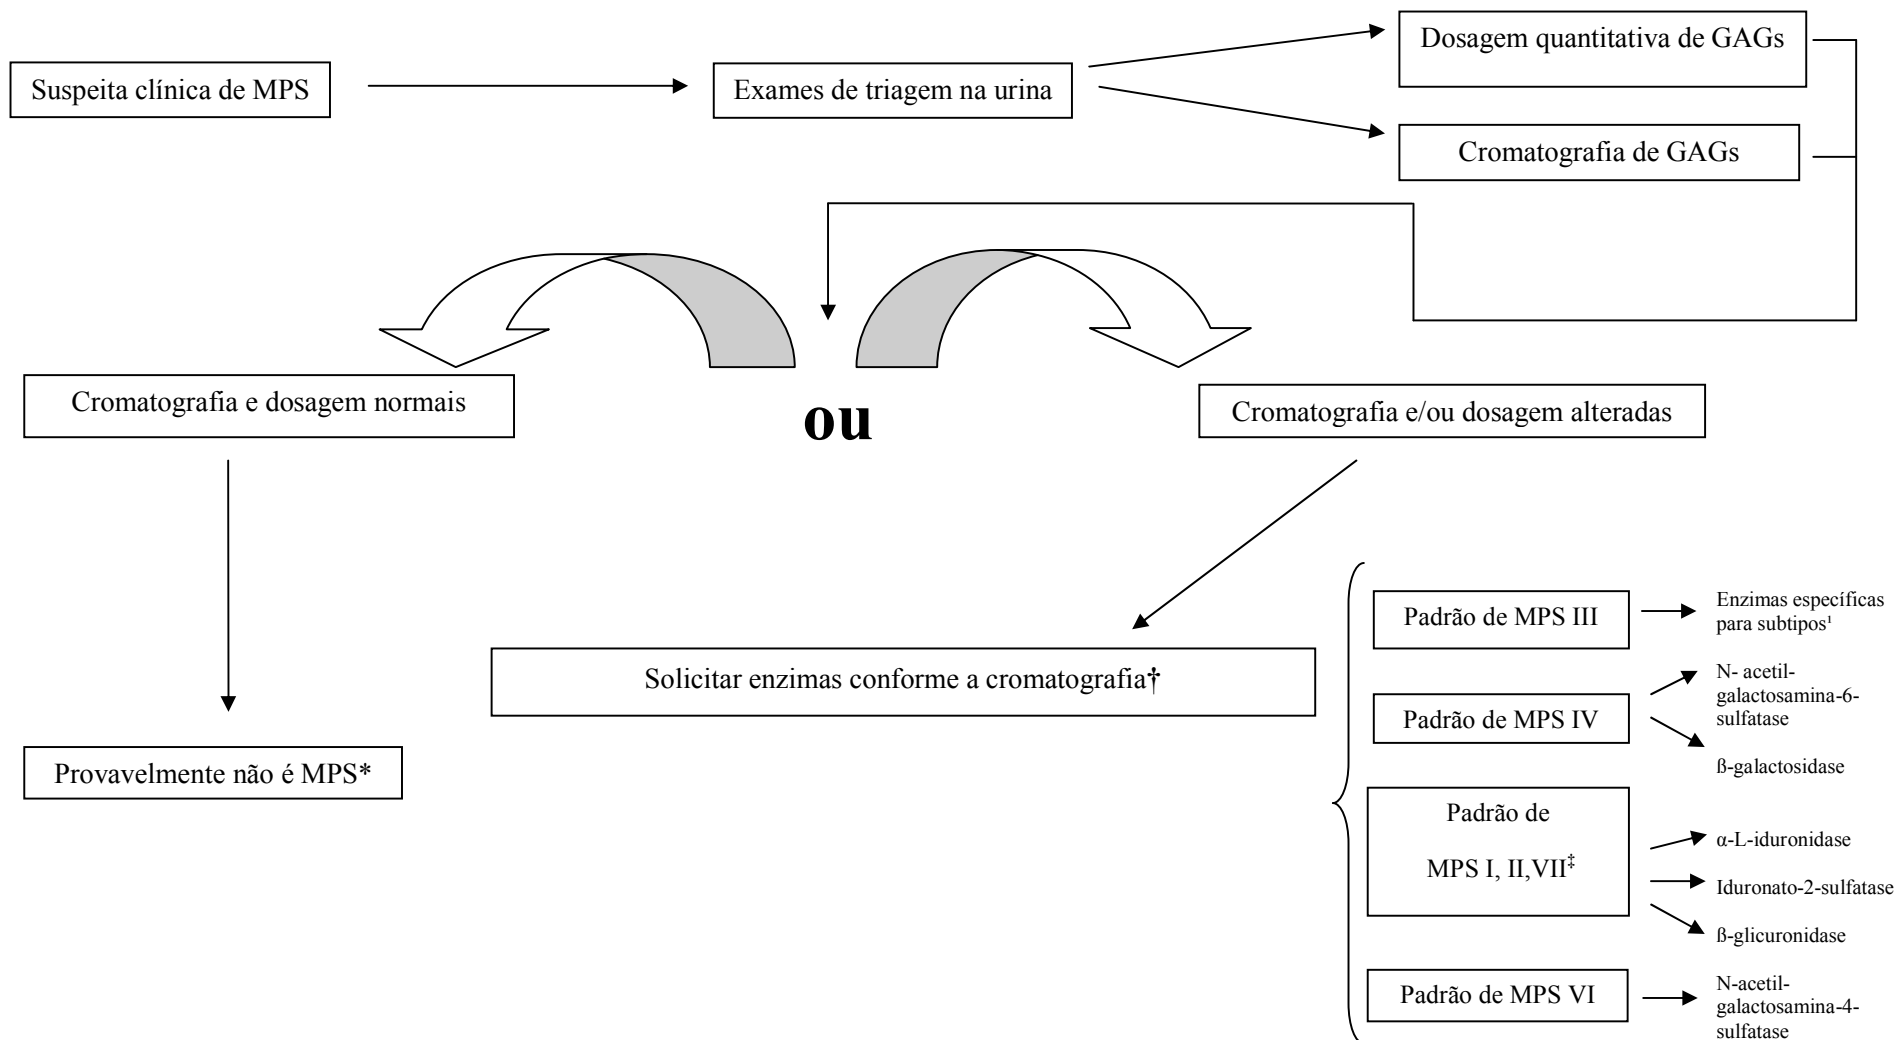 Dosagem quantitativa de GAGs
Suspeita clínica de MPS
Exames de triagem na urina
Cromatografia de GAGs
Cromatografia e dosagem normais
ou
Cromatografia e/ou dosagem alteradas
Solicitar enzimas conforme a cromatografia†
Provavelmente não é MPS*
Padrão de MPS III
Enzimas específicas
para subtipos¹
Padrão de MPS IV
N- acetil-
galactosamina-6-
sulfatase
ß-galactosidase
Padrão de
MPS I, II,VII‡
α-L-iduronidase
Iduronato-2-sulfatase
ß-glicuronidase
Padrão de MPS VI
N-acetil-
galactosamina-4-
sulfatase